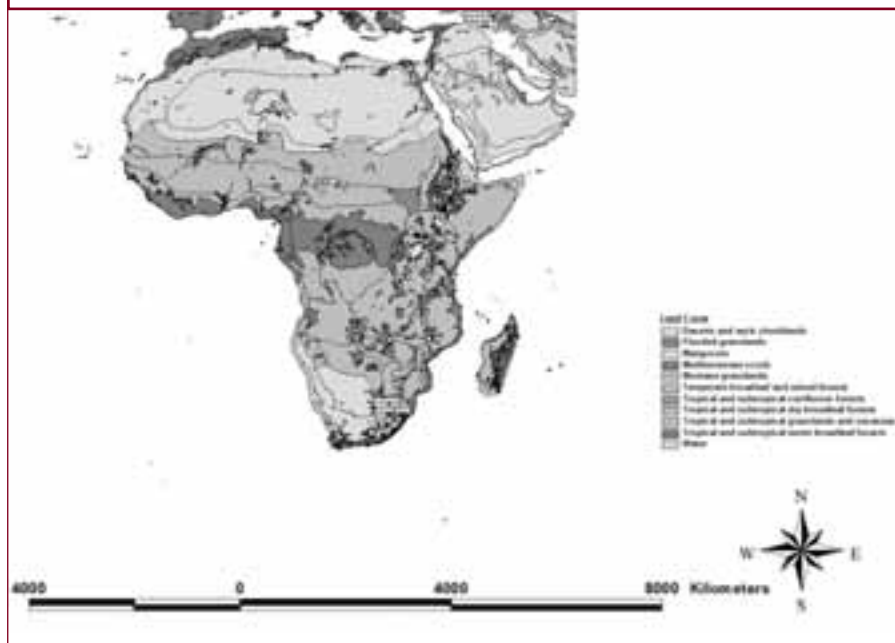 Land Cover
Deserts and xeric shrublands
Flooded grasslands
Mangroves
Mediterranean scrub
Montane grasslands
Temperate broadleaf and mixed forests
Tropical and subtropical coniferous forests
Tropical and subtropical dry broadleaf forests
Tropical and subtropical grasslands and savannas
Tropical and subtropical moist broadleaf forests
Water
N
W E
S
4000 0 4000 8000 Kilometers